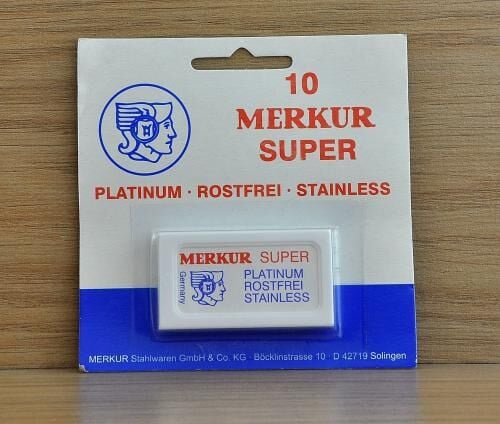 10
MERKUR
SUPER
PLATINUM · ROSTFREI · STAINLESS
MERKUR SUPER
Germany
PLATINUM
ROSTFREI
STAINLESS
MERKUR Stahlwaren GmbH & Co. KG · Böcklinstrasse 10 · D 42719 Solingen